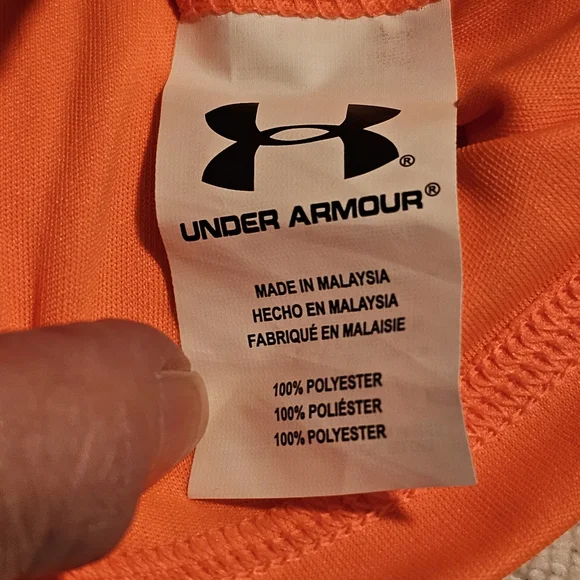 ®
UNDER ARMOUR®
MADE IN MALAYSIA
HECHO EN MALAYSIA
FABRIQUÉ EN MALAISIE
100% POLYESTER
100% POLIÉSTER
100% POLYESTER